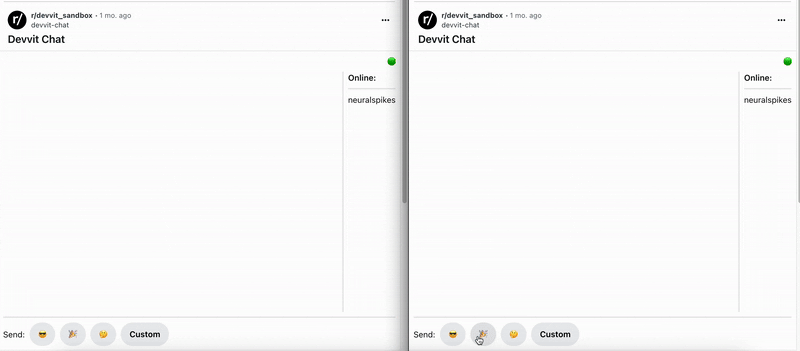 r/ r/devvit_sandbox • 1 mo. ago
devvit-chat
Devvit Chat
Online:
neuralspikes
Send: 😎 🎉 🤔 Custom
r/ r/devvit_sandbox • 1 mo. ago
devvit-chat
Devvit Chat
Online:
neuralspikes
Send: 😎 🎉 🤔 Custom